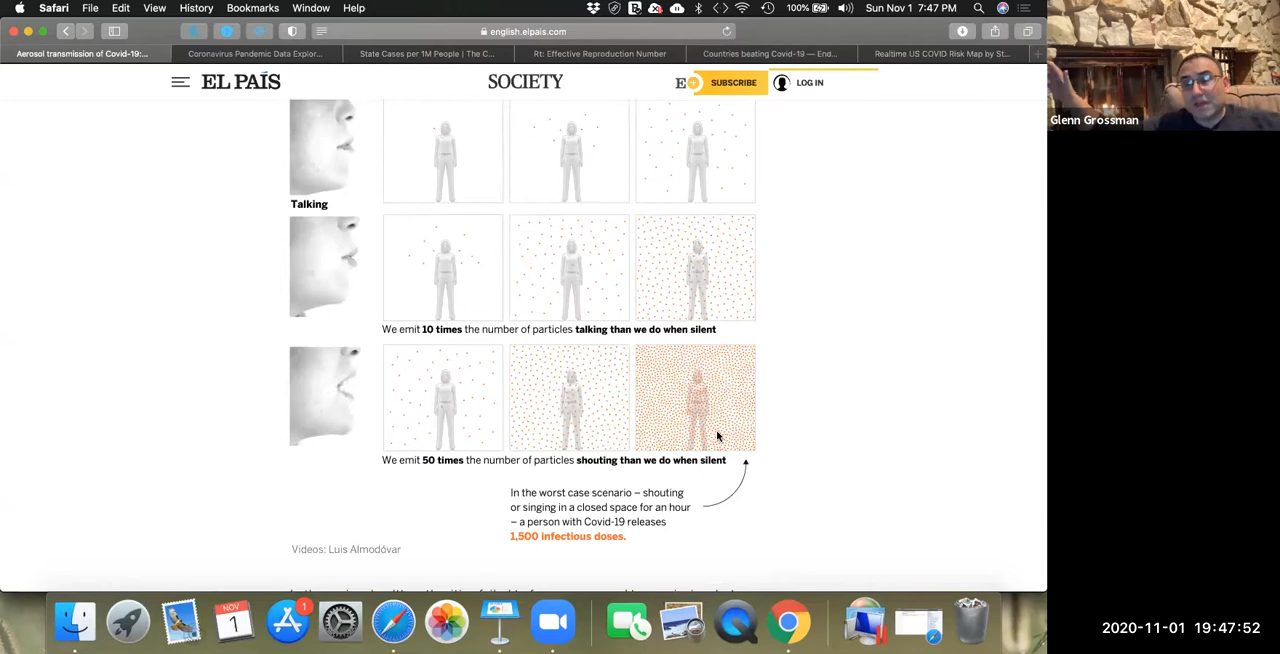 Safari File Edit View History Bookmarks Window Help 100% Sun Nov 1 7:47 PM
english.elpais.com
Aerosol transmission of Covid-19:... Coronavirus Pandemic Data Explor... State Cases per 1M People | The C... Rt: Effective Reproduction Number Countries beating Covid-19 — End... Realtime US COVID Risk Map by St...
EL PAÍS SOCIETY E+ SUBSCRIBE LOG IN
Glenn Grossman
Talking
We emit 10 times the number of particles talking than we do when silent
We emit 50 times the number of particles shouting than we do when silent
In the worst case scenario – shouting
or singing in a closed space for an hour
– a person with Covid-19 releases
1,500 infectious doses.
Videos: Luis Almodóvar
NOV
1
1
2020-11-01 19:47:52